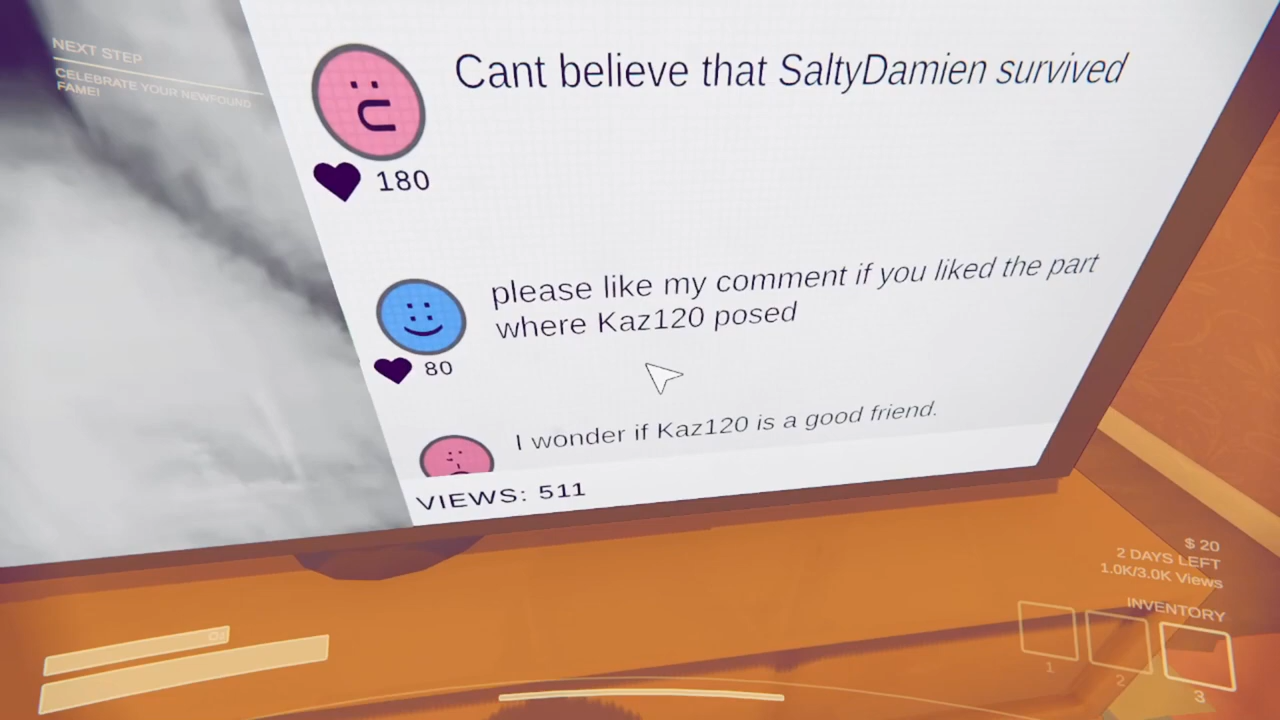 NEXT STEP
CELEBRATE YOUR NEWFOUND
FAME!
Cant believe that SaltyDamien survived
180
please like my comment if you liked the part
where Kaz120 posed
80
I wonder if Kaz120 is a good friend.
VIEWS: 511
$ 20
2 DAYS LEFT
1.0K/3.0K Views
INVENTORY
1
2
3
O2